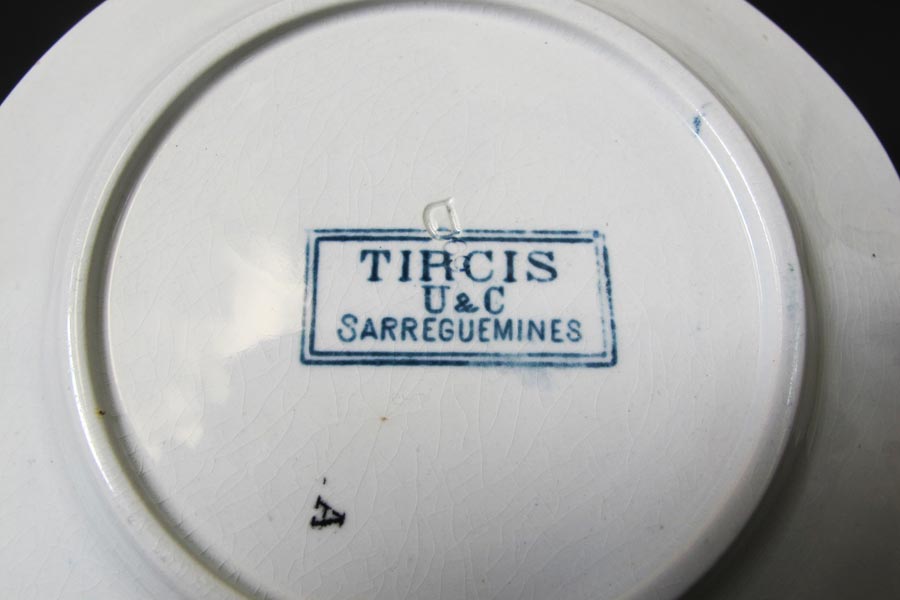 D
TIRCIS
U & C
SARREGUEMINES
A